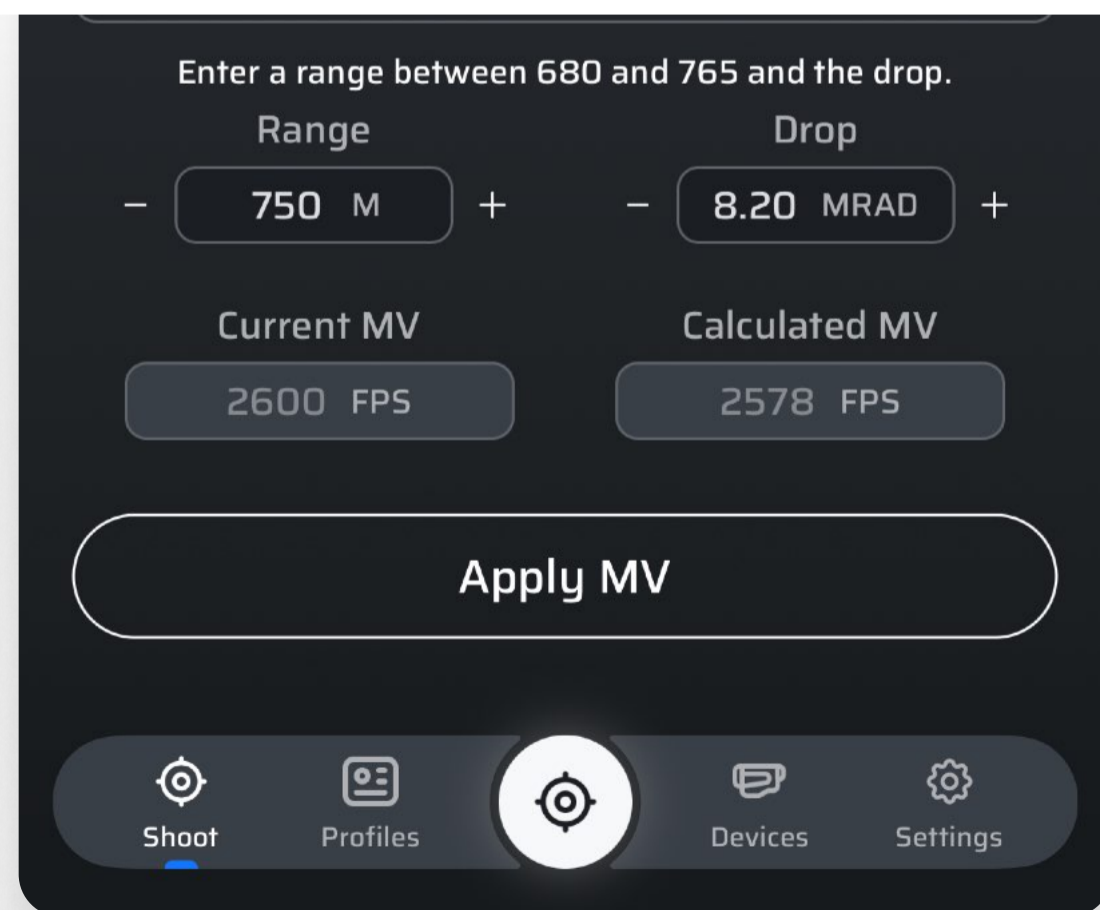 Enter a range between 680 and 765 and the drop.
Range Drop
− 750 M + − 8.20 MRAD +
Current MV Calculated MV
2600 FPS 2578 FPS
Apply MV
Shoot Profiles Devices Settings